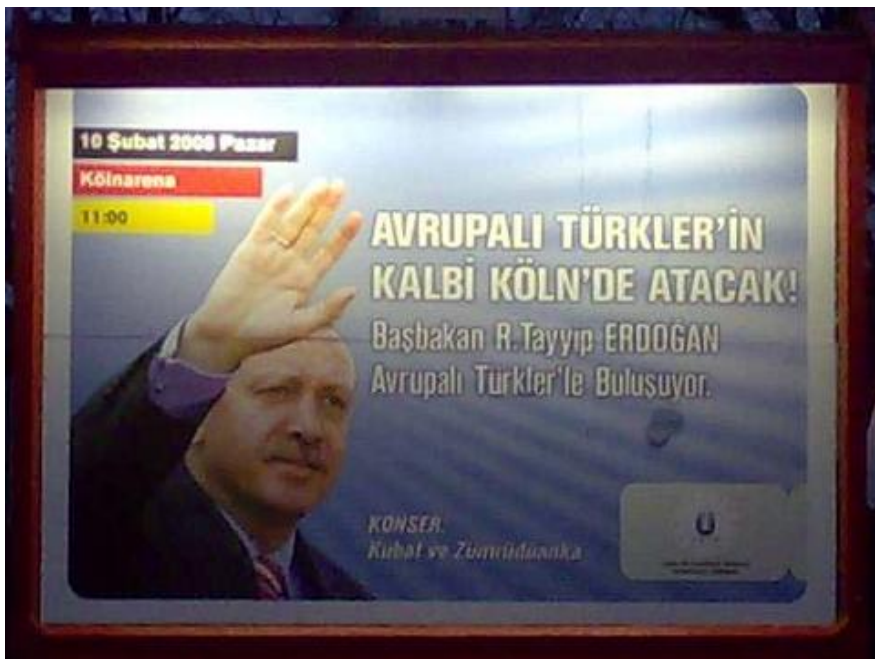 10 Şubat 2008 Pazar
Kölnarena
11:00
AVRUPALI TÜRKLER'İN
KALBİ KÖLN'DE ATACAK!
Başbakan R.Tayyip ERDOĞAN
Avrupalı Türkler'le Buluşuyor.
KONSER.
Kubat ve Zümrüdüanka